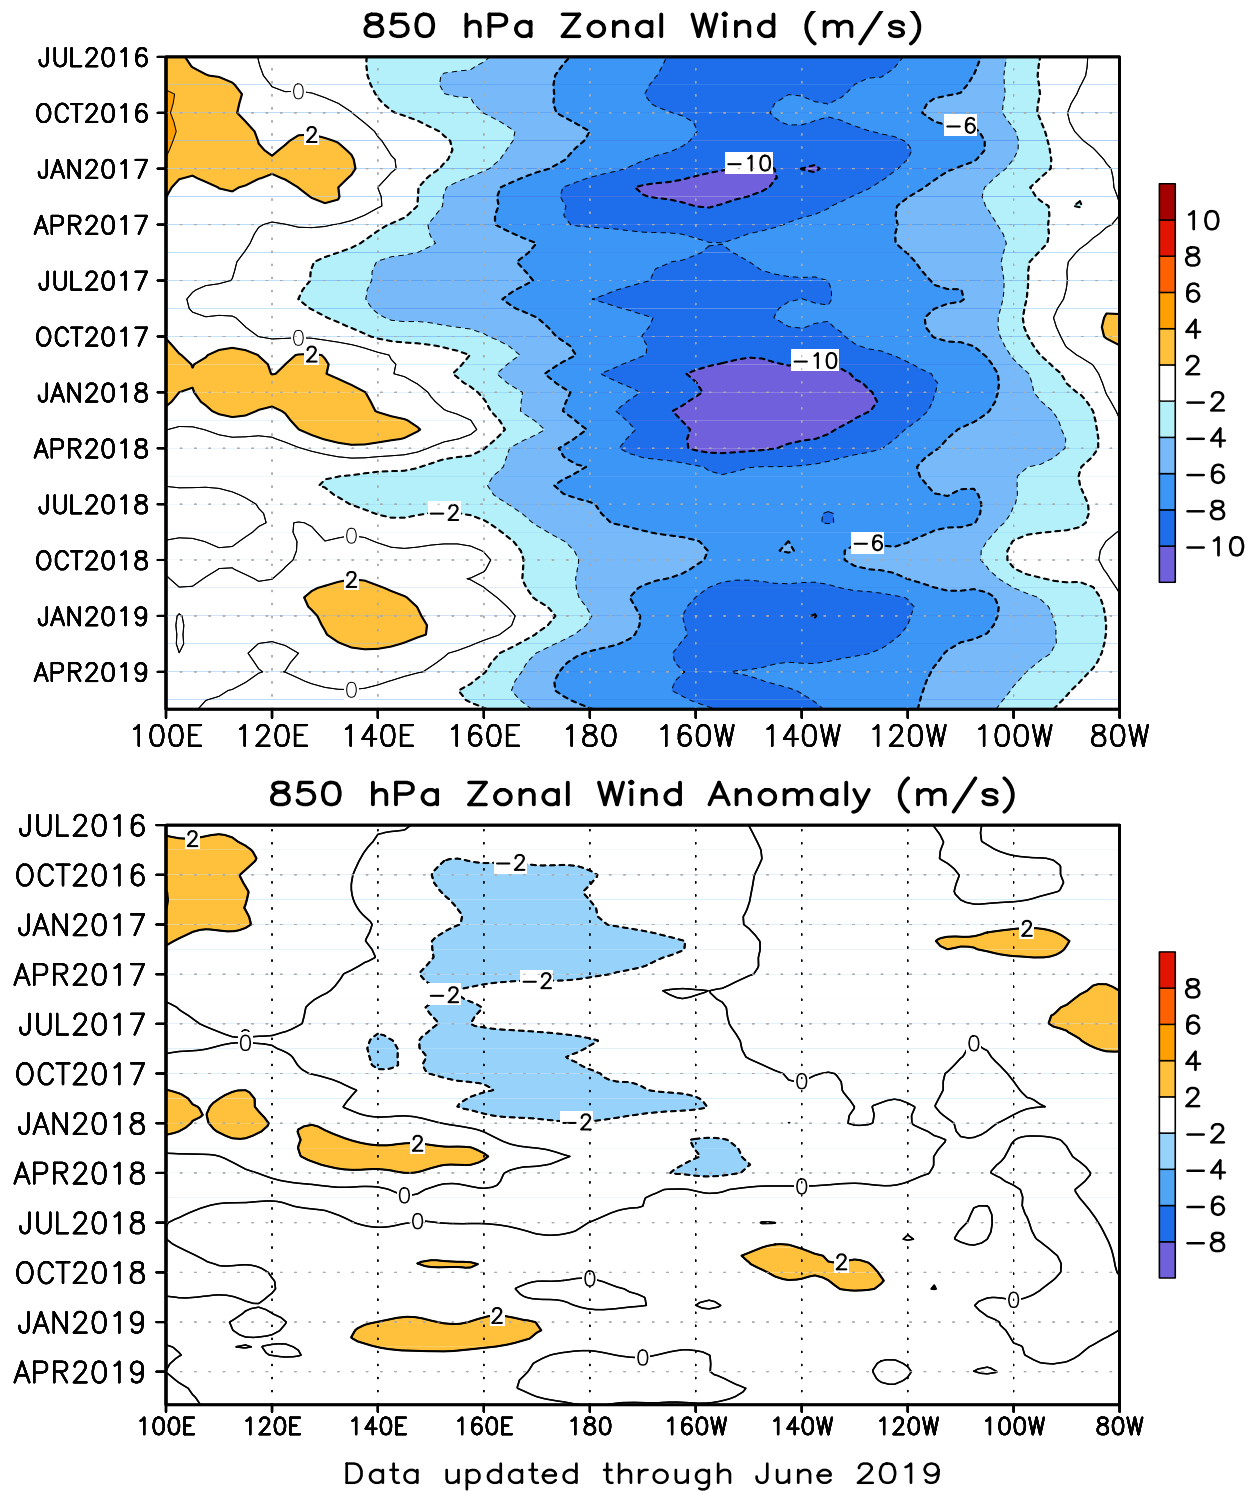 850 hPa Zonal Wind (m/s)
JUL2016
OCT2016
JAN2017
APR2017
JUL2017
OCT2017
JAN2018
APR2018
JUL2018
OCT2018
JAN2019
APR2019
0
2
−6
−10
0
2
−10
−2
0
−6
2
0
100E 120E 140E 160E 180 160W 140W 120W 100W 80W
10
8
6
4
2
−2
−4
−6
−8
−10
850 hPa Zonal Wind Anomaly (m/s)
JUL2016
OCT2016
JAN2017
APR2017
JUL2017
OCT2017
JAN2018
APR2018
JUL2018
OCT2018
JAN2019
APR2019
2
−2
2
−2
−2
0
0
0
−2
2
0
0
0
2
0
0
2
0
100E 120E 140E 160E 180 160W 140W 120W 100W 80W
8
6
4
2
−2
−4
−6
−8
Data updated through June 2019